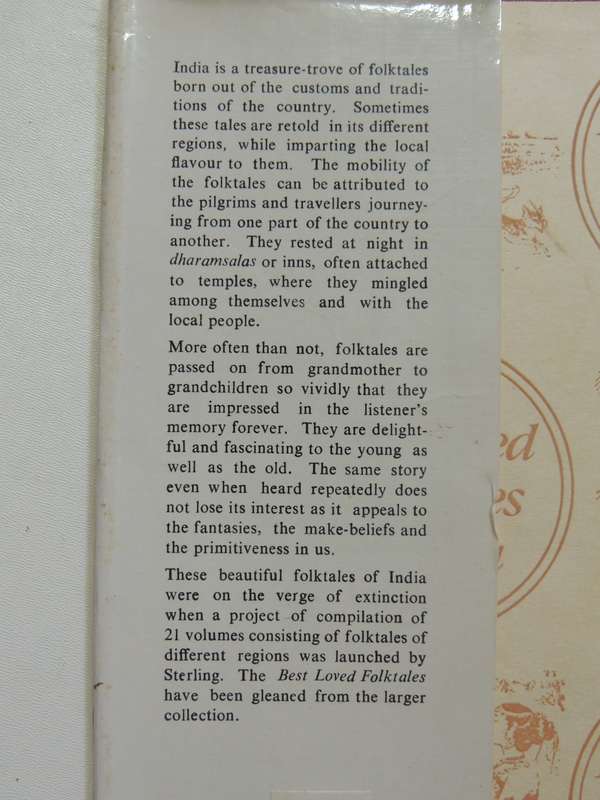 India is a treasure-trove of folktales
born out of the customs and tradi-
tions of the country. Sometimes
these tales are retold in its different
regions, while imparting the local
flavour to them. The mobility of
the folktales can be attributed to
the pilgrims and travellers journey-
ing from one part of the country to
another. They rested at night in
dharamsalas or inns, often attached
to temples, where they mingled
among themselves and with the
local people.
More often than not, folktales are
passed on from grandmother to
grandchildren so vividly that they
are impressed in the listener's
memory forever. They are delight-
ful and fascinating to the young as
well as the old. The same story
even when heard repeatedly does
not lose its interest as it appeals to
the fantasies, the make-beliefs and
the primitiveness in us.
These beautiful folktales of India
were on the verge of extinction
when a project of compilation of
21 volumes consisting of folktales of
different regions was launched by
Sterling. The Best Loved Folktales
have been gleaned from the larger
collection.
ed
es